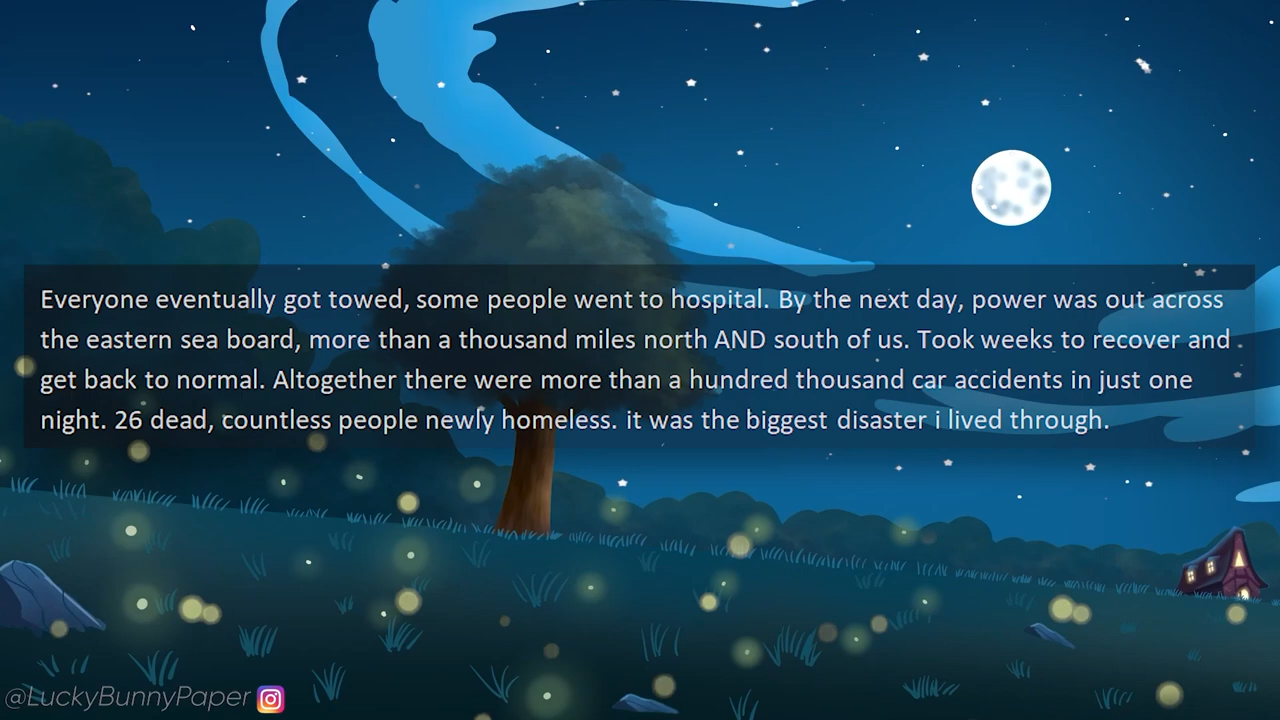 Everyone eventually got towed, some people went to hospital. By the next day, power was out across
the eastern sea board, more than a thousand miles north AND south of us. Took weeks to recover and
get back to normal. Altogether there were more than a hundred thousand car accidents in just one
night. 26 dead, countless people newly homeless. it was the biggest disaster i lived through.
@LuckyBunnyPaper